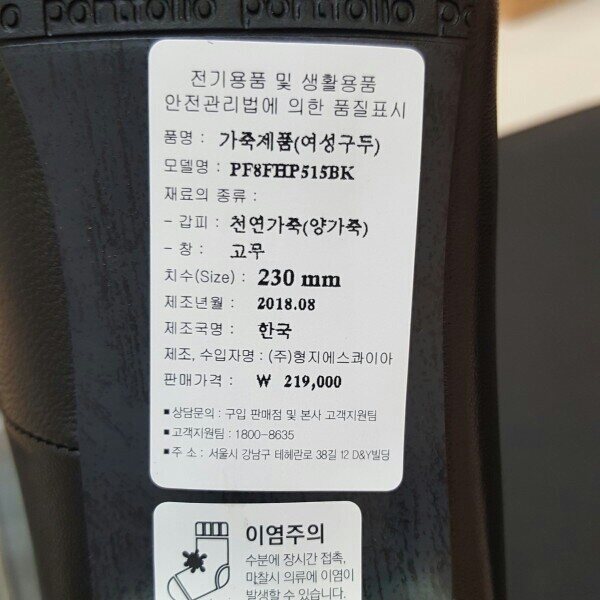 portfolio portfolio
전기용품 및 생활용품
안전관리법에 의한 품질표시
품명 : 가죽제품(여성구두)
모델명 : PF8FHP515BK
재료의 종류 :
- 갑피 : 천연가죽(양가죽)
- 창 : 고무
치수(Size) : 230 mm
제조년월 : 2018.08
제조국명 : 한국
제조, 수입자명 : (주)형지에스콰이아
판매가격 : ₩ 219,000
▪상담문의 : 구입 판매점 및 본사 고객지원팀
▪고객지원팀 : 1800-8635
▪주 소 : 서울시 강남구 테헤란로 38길 12 D&Y빌딩
이염주의
수분에 장시간 접촉,
마찰시 의류에 이염이
발생할 수 있습니다.